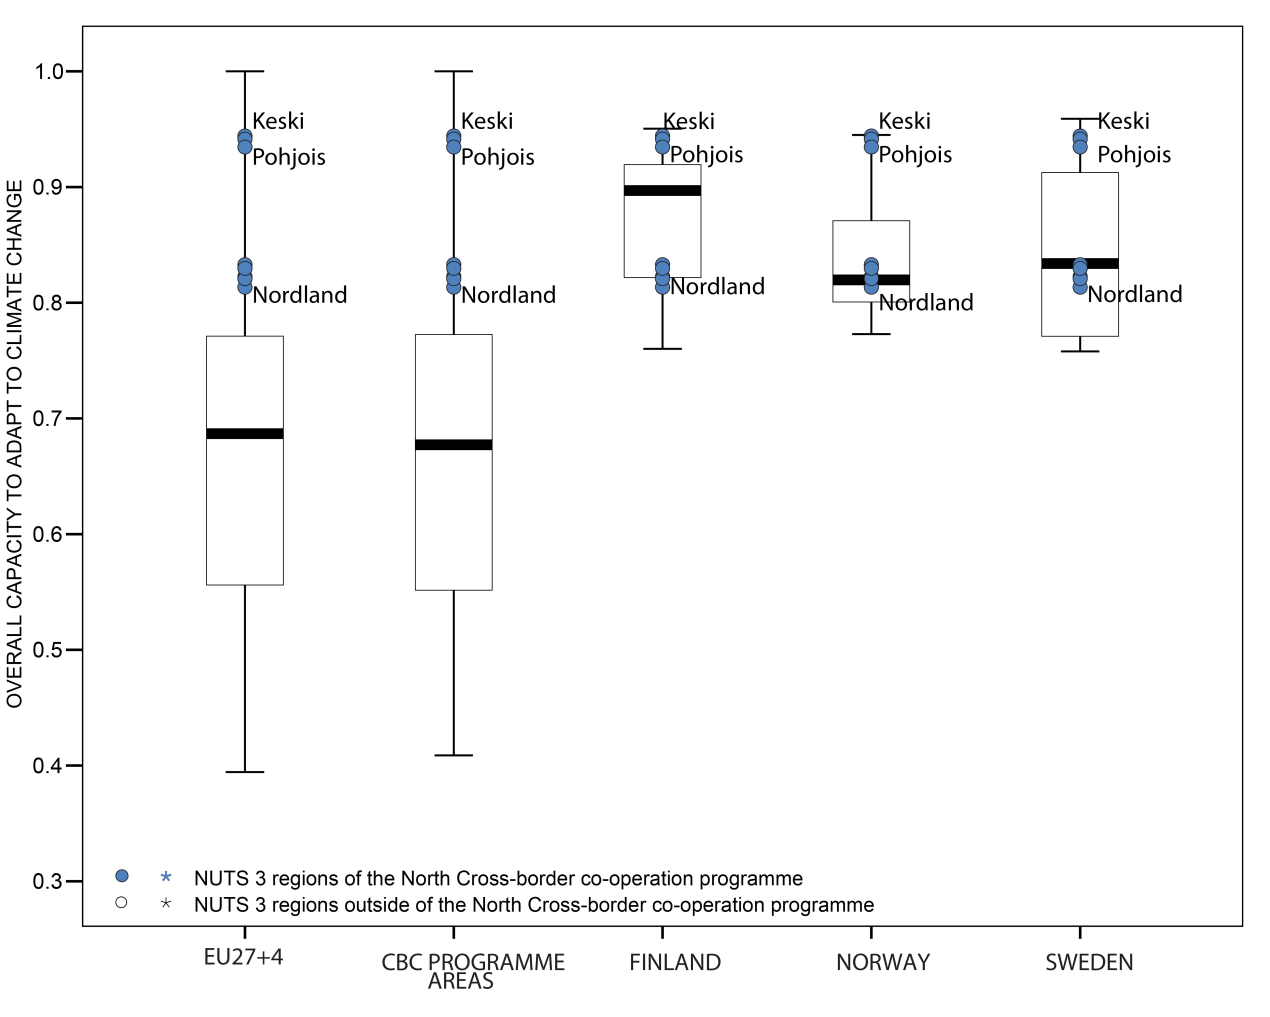 OVERALL CAPACITY TO ADAPT TO CLIMATE CHANGE
1.0
0.9
0.8
0.7
0.6
0.5
0.4
0.3
Keski
Pohjois
Nordland
Keski
Pohjois
Nordland
Keski
Pohjois
Nordland
Keski
Pohjois
Nordland
Keski
Pohjois
Nordland
NUTS 3 regions of the North Cross-border co-operation programme
NUTS 3 regions outside of the North Cross-border co-operation programme
EU27+4
CBC PROGRAMME
AREAS
FINLAND
NORWAY
SWEDEN